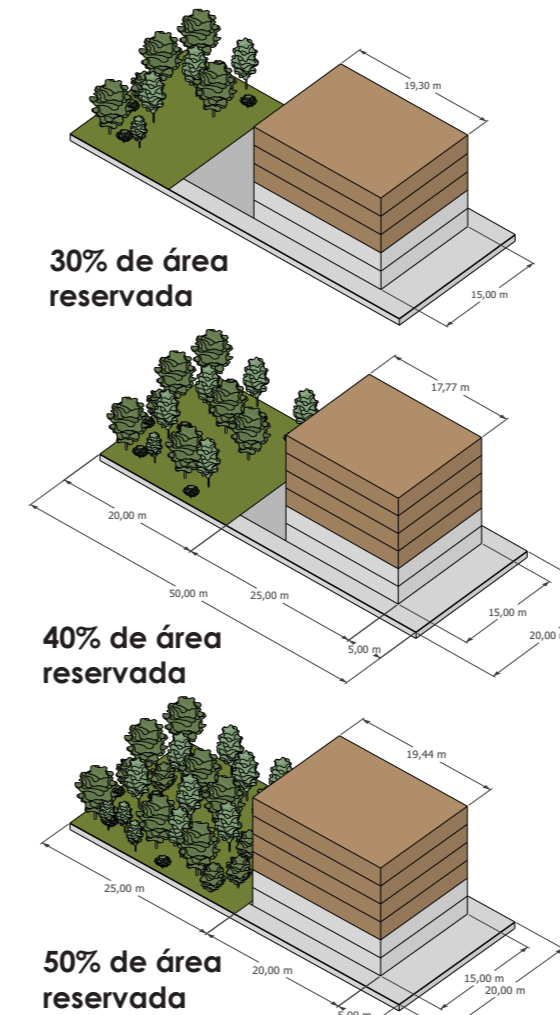 19,30 m
15,00 m
30% de área
reservada
17,77 m
20,00 m
50,00 m
25,00 m
15,00 m
5,00 m
20,00
40% de área
reservada
19,44 m
25,00 m
20,00 m
15,00 m
20,00 m
5,00 m
50% de área
reservada